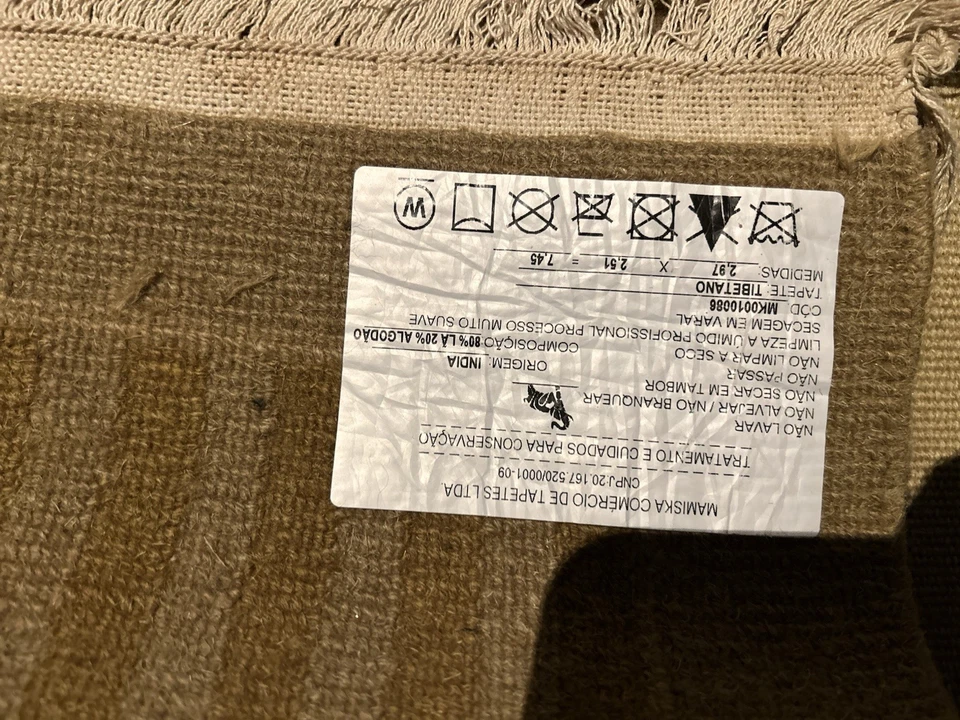 MAMISKA COMÉRCIO DE TAPETES LTDA.
CNPJ.20.167.520/0001-09
TRATAMENTO E CUIDADOS PARA CONSERVAÇÃO
NÃO LAVAR
NÃO ALVEJAR / NÃO BRANQUEAR
NÃO SECAR EM TAMBOR
NÃO PASSAR
NÃO LIMPAR A SECO
LIMPEZA A ÚMIDO PROFISSIONAL PROCESSO MUITO SUAVE
SECAGEM EM VARAL
ORIGEM: INDIA
COMPOSIÇÃO: 80% LÃ 20% ALGODÃO
CÓD: MK0010086
TAPETE: TIBETANO
MEDIDAS: 2,97 X 2,51 = 7,45
W